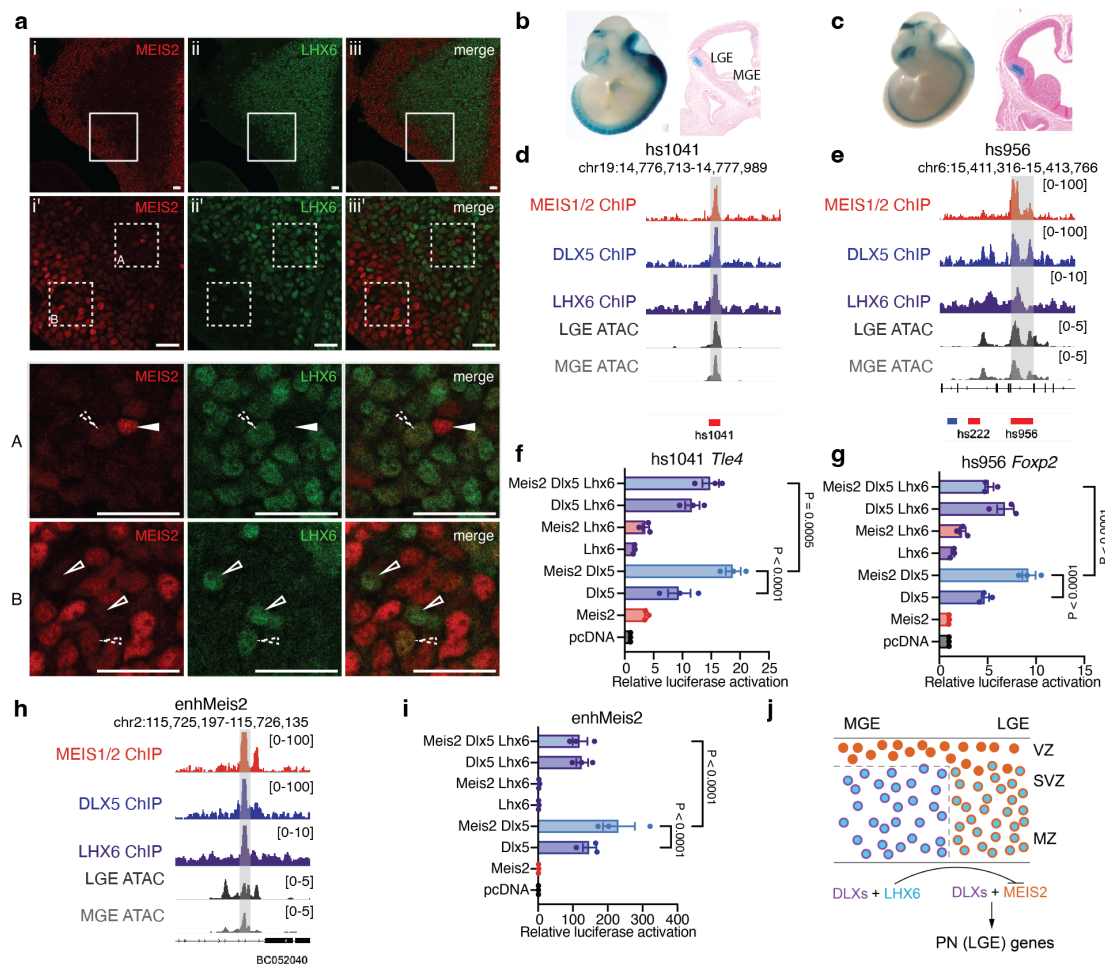 a
i MEIS2
ii LHX6
iii merge
i' MEIS2
ii' LHX6
iii' merge
A
B
A
MEIS2
LHX6
merge
B
MEIS2
LHX6
merge
b
LGE
MGE
c
d
hs1041
chr19:14,776,713-14,777,989
MEIS1/2 ChIP
DLX5 ChIP
LHX6 ChIP
LGE ATAC
MGE ATAC
hs1041
e
hs956
chr6:15,411,316-15,413,766
[0-100]
MEIS1/2 ChIP
[0-100]
DLX5 ChIP
[0-10]
LHX6 ChIP
[0-5]
LGE ATAC
[0-5]
MGE ATAC
hs222
hs956
f
hs1041 Tle4
Meis2 Dlx5 Lhx6
Dlx5 Lhx6
Meis2 Lhx6
Lhx6
Meis2 Dlx5
Dlx5
Meis2
pcDNA
P = 0.0005
P < 0.0001
0 5 10 15 20 25
Relative luciferase activation
g
hs956 Foxp2
Meis2 Dlx5 Lhx6
Dlx5 Lhx6
Meis2 Lhx6
Lhx6
Meis2 Dlx5
Dlx5
Meis2
pcDNA
P < 0.0001
P < 0.0001
0 5 10 15
Relative luciferase activation
h
enhMeis2
chr2:115,725,197-115,726,135
[0-100]
MEIS1/2 ChIP
[0-100]
DLX5 ChIP
[0-10]
LHX6 ChIP
[0-5]
LGE ATAC
[0-5]
MGE ATAC
BC052040
i
enhMeis2
Meis2 Dlx5 Lhx6
Dlx5 Lhx6
Meis2 Lhx6
Lhx6
Meis2 Dlx5
Dlx5
Meis2
pcDNA
P < 0.0001
P < 0.0001
0 100 200 300 400
Relative luciferase activation
j
MGE LGE
VZ
SVZ
MZ
DLXs + LHX6 DLXs + MEIS2
PN (LGE) genes